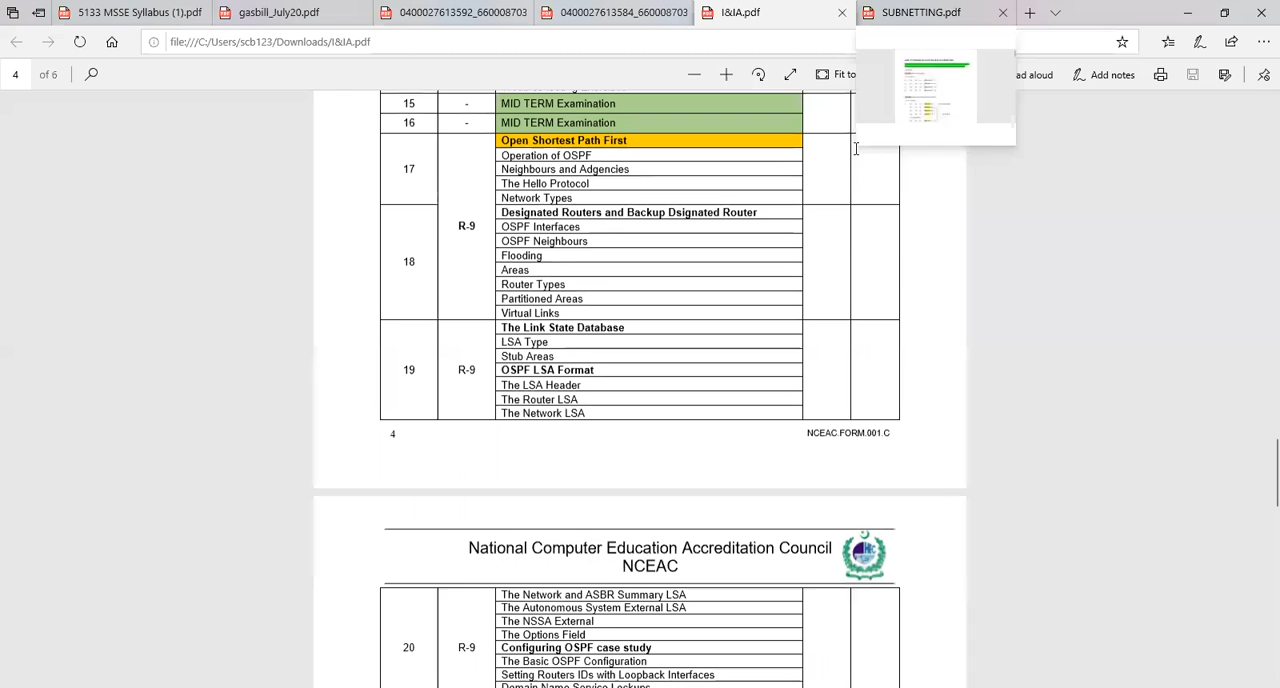 5133 MSSE Syllabus (1).pdf
gasbill_July20.pdf
0400027613592_660008703
0400027613584_660008703
I&IA.pdf
SUBNETTING.pdf
file:///C:/Users/scb123/Downloads/I&IA.pdf
4 of 6
Fit to
ad aloud
Add notes
15 - MID TERM Examination
16 - MID TERM Examination
Open Shortest Path First
Operation of OSPF
17 Neighbours and Adgencies
The Hello Protocol
Network Types
Designated Routers and Backup Dsignated Router
R-9 OSPF Interfaces
OSPF Neighbours
Flooding
18 Areas
Router Types
Partitioned Areas
Virtual Links
The Link State Database
LSA Type
Stub Areas
19 R-9 OSPF LSA Format
The LSA Header
The Router LSA
The Network LSA
4 NCEAC.FORM.001.C
National Computer Education Accreditation Council
NCEAC
The Network and ASBR Summary LSA
The Autonomous System External LSA
The NSSA External
The Options Field
20 R-9 Configuring OSPF case study
The Basic OSPF Configuration
Setting Routers IDs with Loopback Interfaces
Domain Name Service Lockups